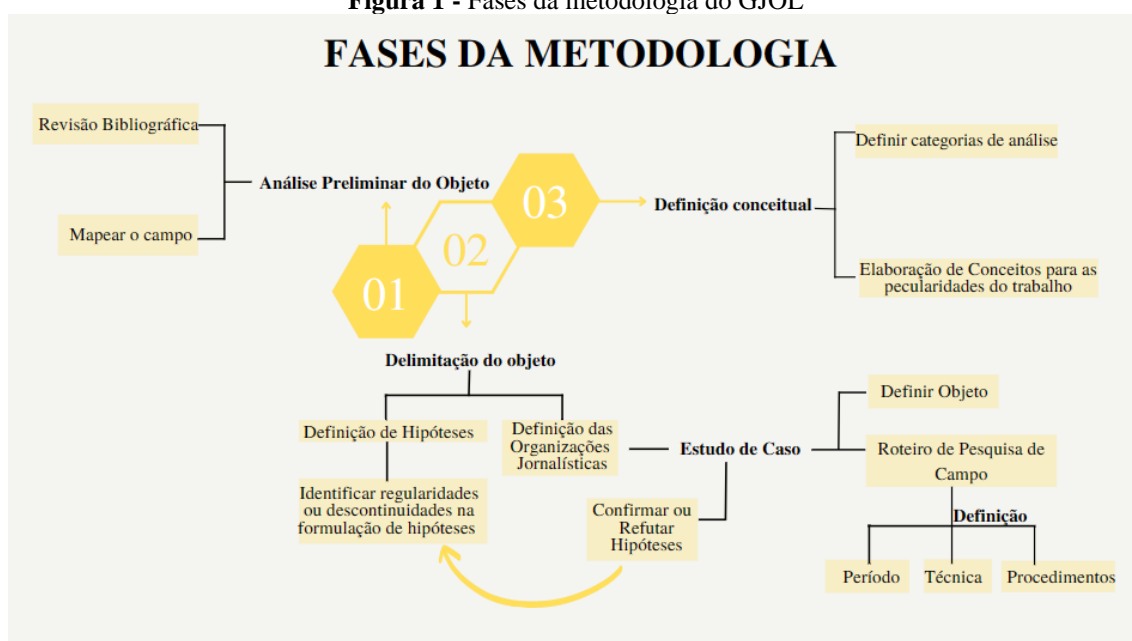 Figura 1 - Fases da metodologia do GJOL
FASES DA METODOLOGIA
Revisão Bibliográfica
Mapear o campo
Análise Preliminar do Objeto
01
02
03
Definição conceitual
Definir categorias de análise
Elaboração de Conceitos para as
pecularidades do trabalho
Delimitação do objeto
Definição de Hipóteses
Identificar regularidades
ou descontinuidades na
formulação de hipóteses
Definição das
Organizações
Jornalísticas
Estudo de Caso
Confirmar ou
Refutar
Hipóteses
Definir Objeto
Roteiro de Pesquisa de
Campo
Definição
Período
Técnica
Procedimentos